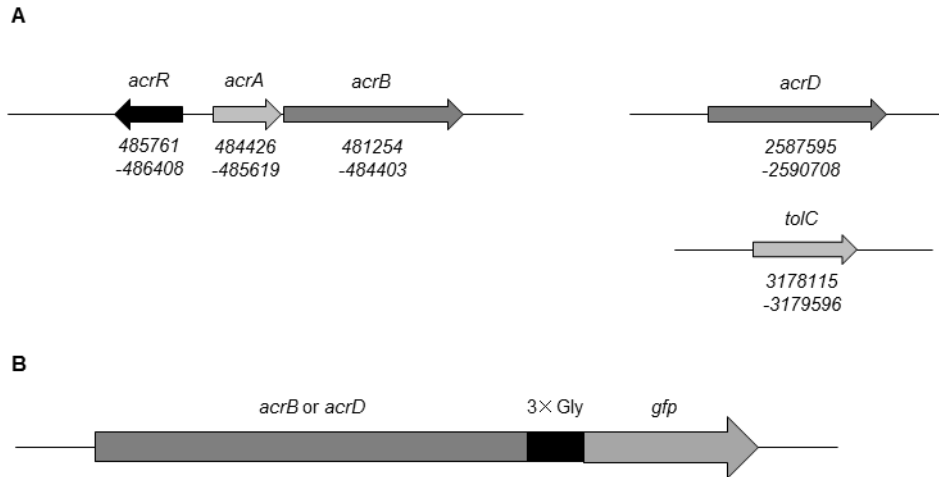 A
acrR acrA acrB acrD
485761 484426 481254 2587595
-486408 -485619 -484403 -2590708
tolC
3178115
-3179596
B
acrB or acrD 3× Gly gfp